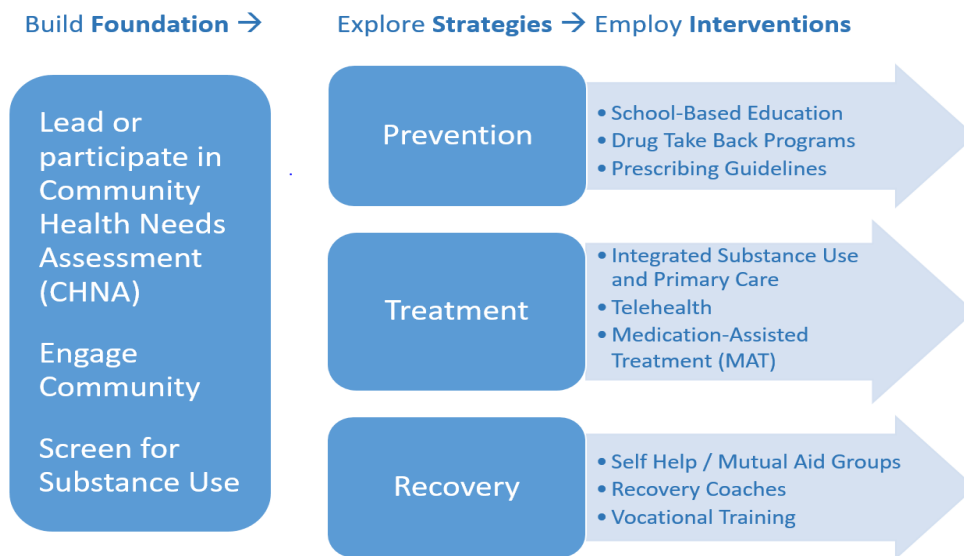 Build Foundation → Explore Strategies → Employ Interventions
Lead or
participate in
Community
Health Needs
Assessment
(CHNA)
Engage
Community
Screen for
Substance Use
Prevention
• School-Based Education
• Drug Take Back Programs
• Prescribing Guidelines
Treatment
• Integrated Substance Use
and Primary Care
• Telehealth
• Medication-Assisted
Treatment (MAT)
Recovery
• Self Help / Mutual Aid Groups
• Recovery Coaches
• Vocational Training